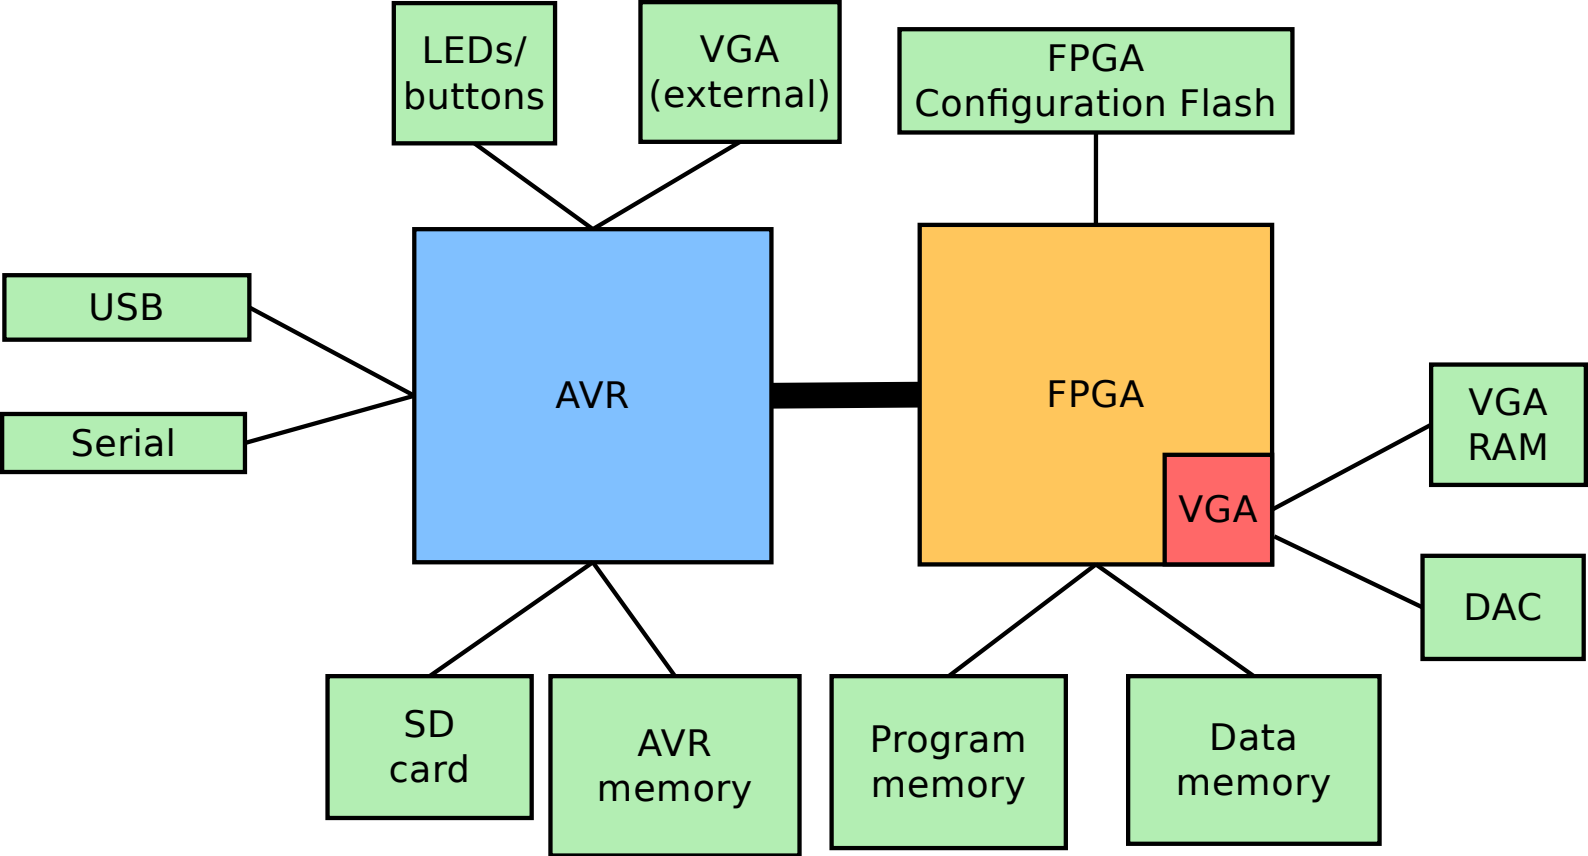 LEDs/
buttons
VGA
(external)
FPGA
Configuration Flash
USB
Serial
AVR
FPGA
VGA
VGA
RAM
DAC
SD
card
AVR
memory
Program
memory
Data
memory